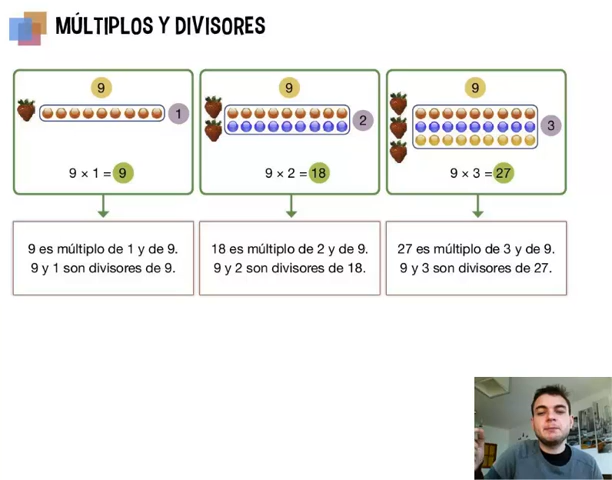 MÚLTIPLOS Y DIVISORES
9
1
9 × 1 = 9
9
2
9 × 2 = 18
9
3
9 × 3 = 27
9 es múltiplo de 1 y de 9.
9 y 1 son divisores de 9.
18 es múltiplo de 2 y de 9.
9 y 2 son divisores de 18.
27 es múltiplo de 3 y de 9.
9 y 3 son divisores de 27.